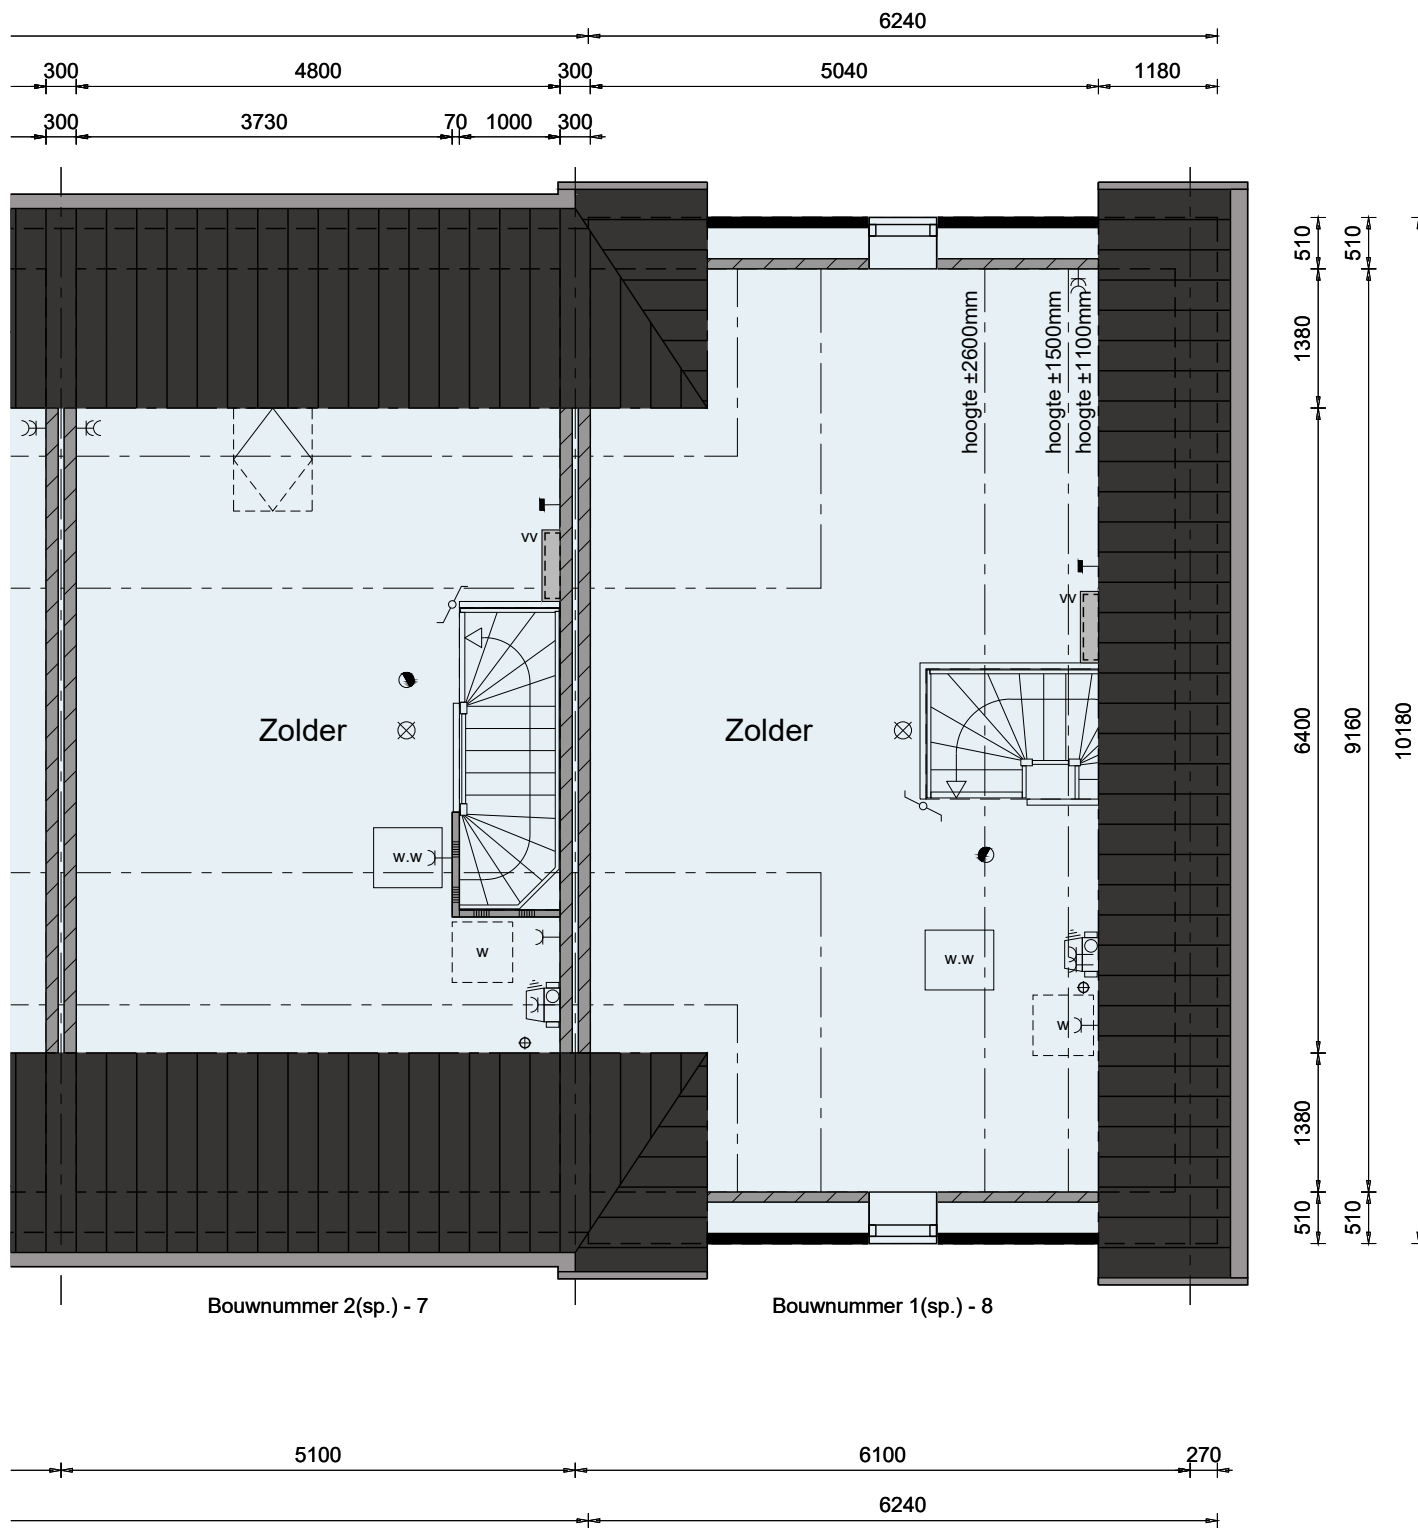 6240
300 4800 300 5040 1180
300 3730 70 1000 300
510 510
hoogte ±2600mm
hoogte ±1500mm
hoogte ±1100mm
1380
vv
vv
Zolder Zolder
6400 9160 10180
w.w
w
w.w
w
1380
510 510
Bouwnummer 2(sp.) - 7 Bouwnummer 1(sp.) - 8
5100 6100 270
6240